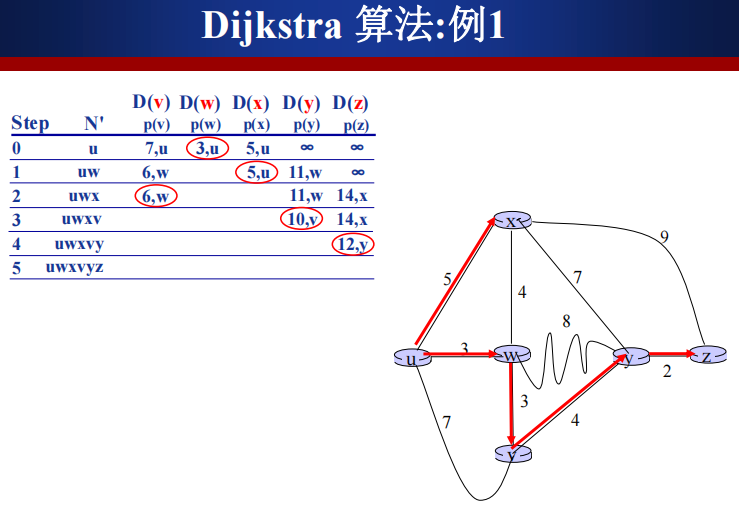 Dijkstra 算法:例1
D(v) D(w) D(x) D(y) D(z)
Step N' p(v) p(w) p(x) p(y) p(z)
0 u 7,u 3,u 5,u ∞ ∞
1 uw 6,w 5,u 11,w ∞
2 uwx 6,w 11,w 14,x
3 uwxv 10,v 14,x
4 uwxvy 12,y
5 uwxvyz
x
9
5
7
4
8
3
u
w
y
z
2
3
7
4
v